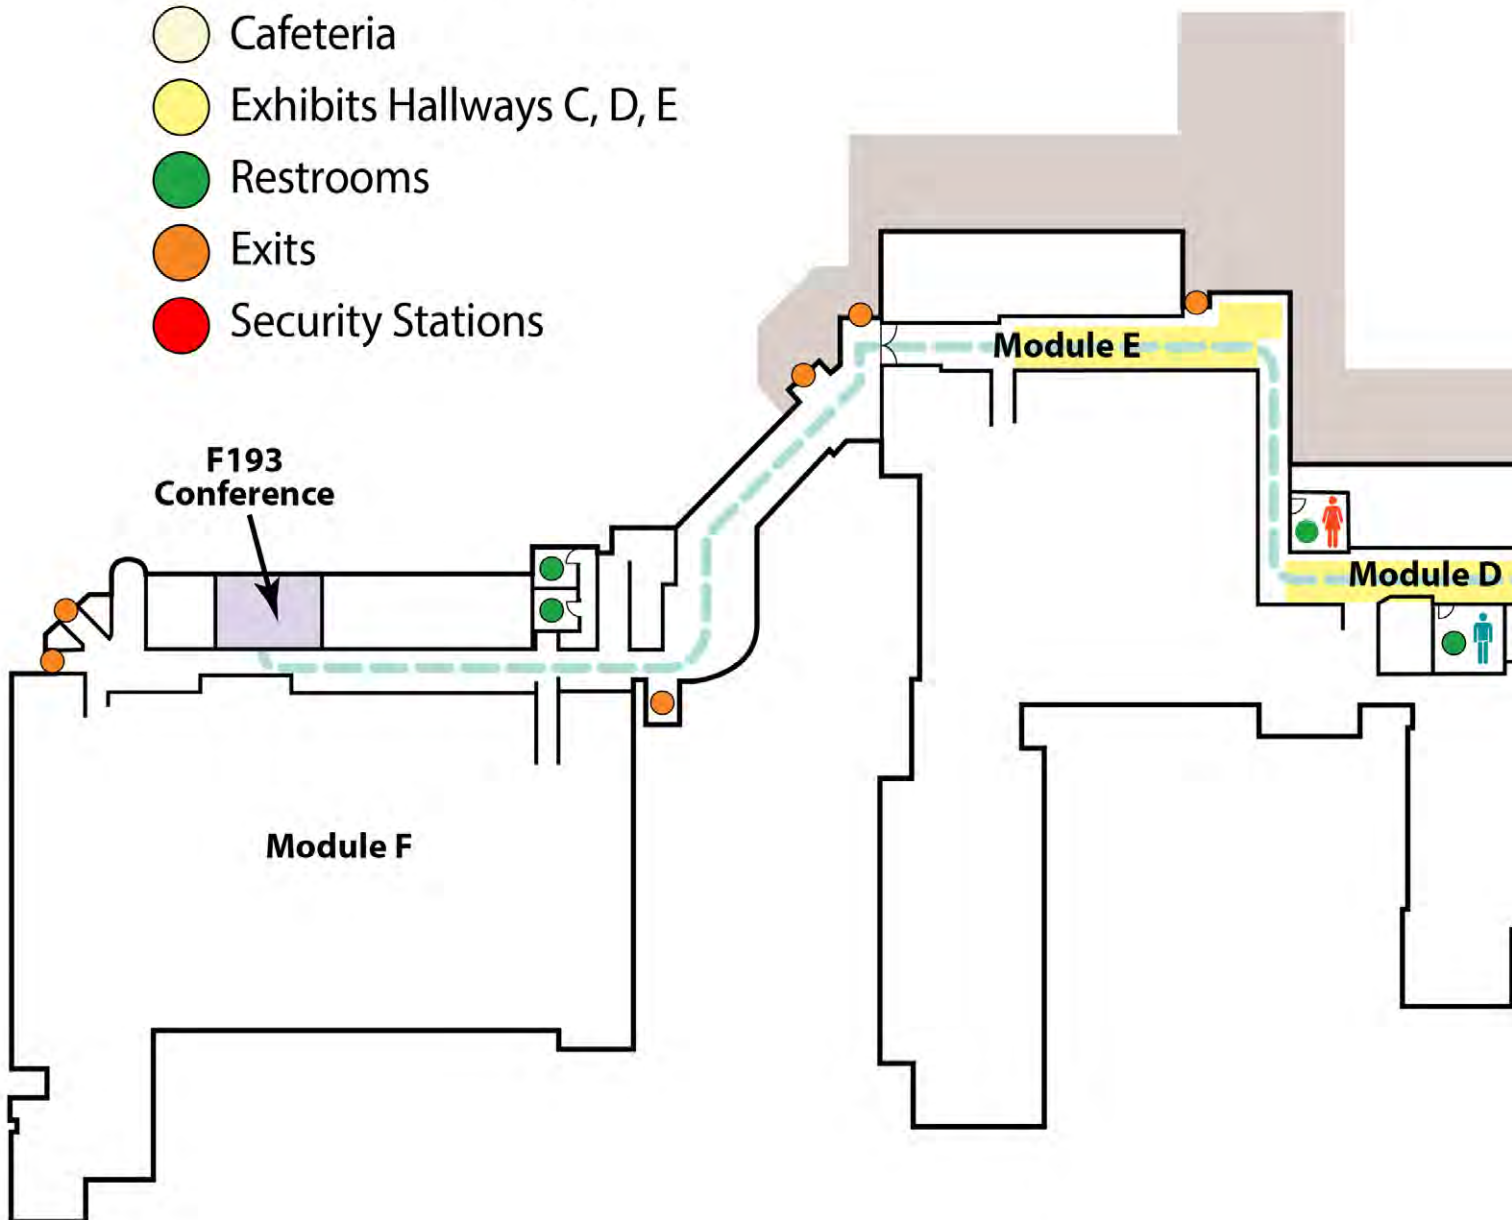 Cafeteria
Exhibits Hallways C, D, E
Restrooms
Exits
Security Stations
Module E
F193
Conference
Module D
Module F